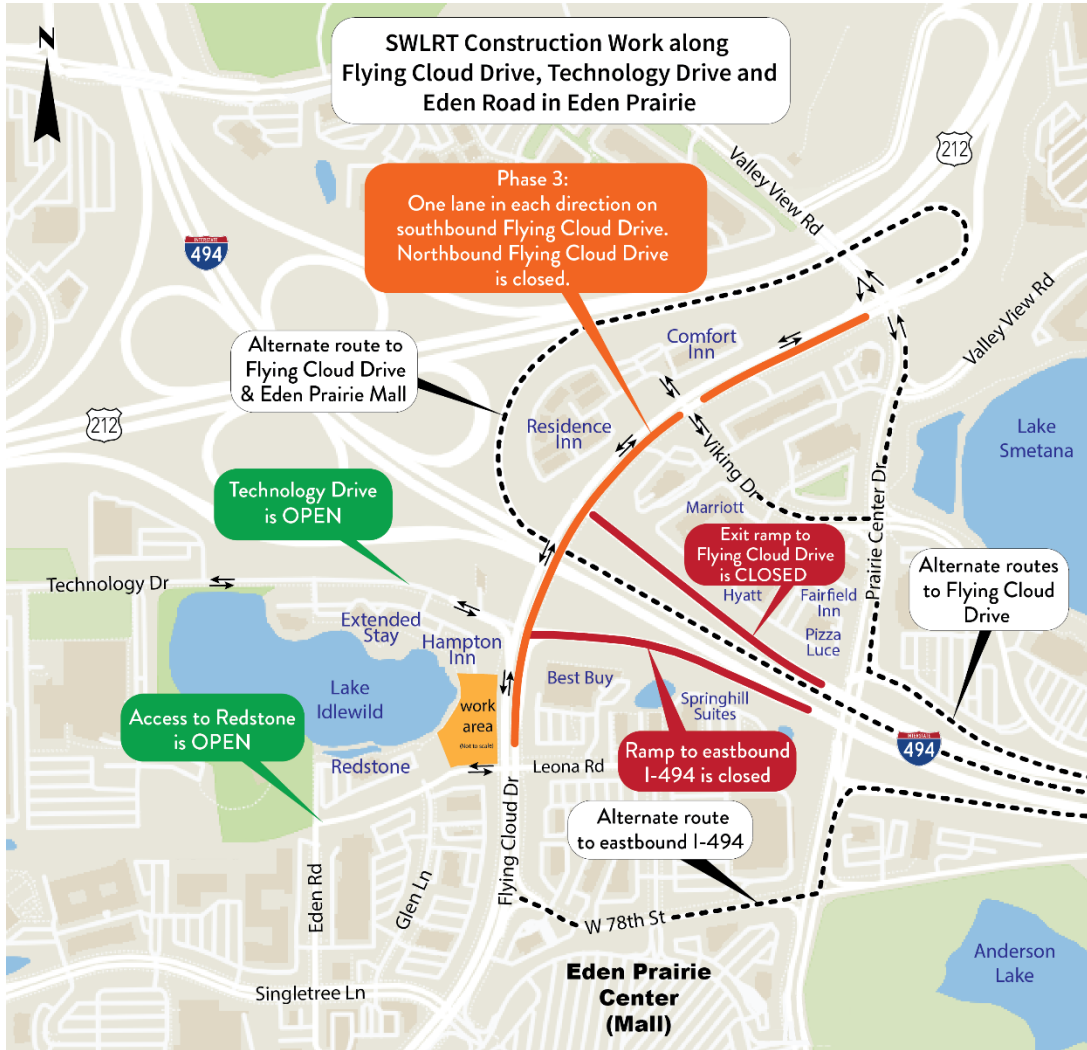 N
SWLRT Construction Work along
Flying Cloud Drive, Technology Drive and
Eden Road in Eden Prairie
212
Valley View Rd
Phase 3:
One lane in each direction on
southbound Flying Cloud Drive.
Northbound Flying Cloud Drive
is closed.
INTERSTATE
494
Valley View Rd
Alternate route to
Flying Cloud Drive
& Eden Prairie Mall
Comfort
Inn
212
Residence
Inn
Lake
Smetana
Viking Dr
Technology Drive
is OPEN
Marriott
Prairie Center Dr
Exit ramp to
Flying Cloud Drive
is CLOSED
Hyatt
Fairfield
Inn
Pizza
Luce
Alternate routes
to Flying Cloud
Drive
Technology Dr
Extended
Stay
Hampton
Inn
Best Buy
Springhill
Suites
Lake
Idlewild
work
area
(Not to scale)
Access to Redstone
is OPEN
Redstone
Leona Rd
Ramp to eastbound
I-494 is closed
INTERSTATE
494
Alternate route
to eastbound I-494
Flying Cloud Dr
Eden Rd
Glen Ln
W 78th St
Anderson
Lake
Eden Prairie
Center
(Mall)
Singletree Ln